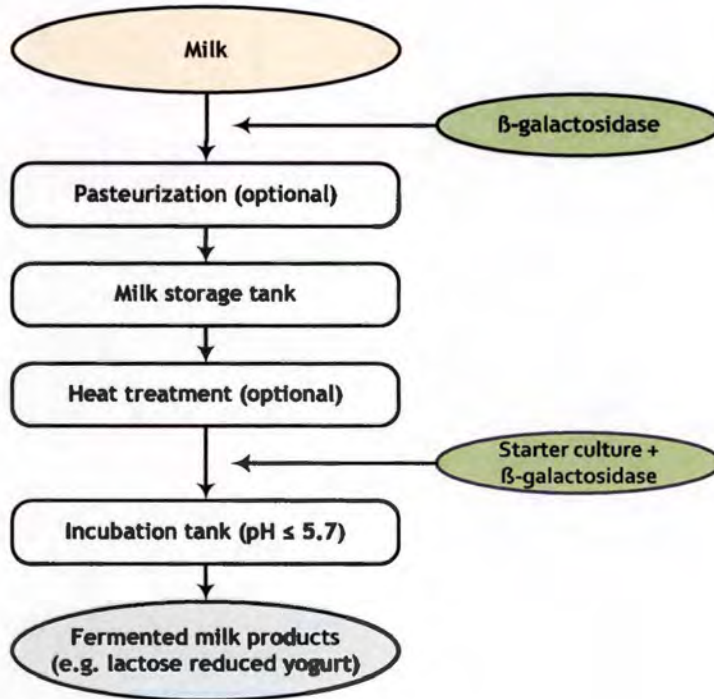 Milk
ß-galactosidase
Pasteurization (optional)
Milk storage tank
Heat treatment (optional)
Starter culture +
ß-galactosidase
Incubation tank (pH ≤ 5.7)
Fermented milk products
(e.g. lactose reduced yogurt)